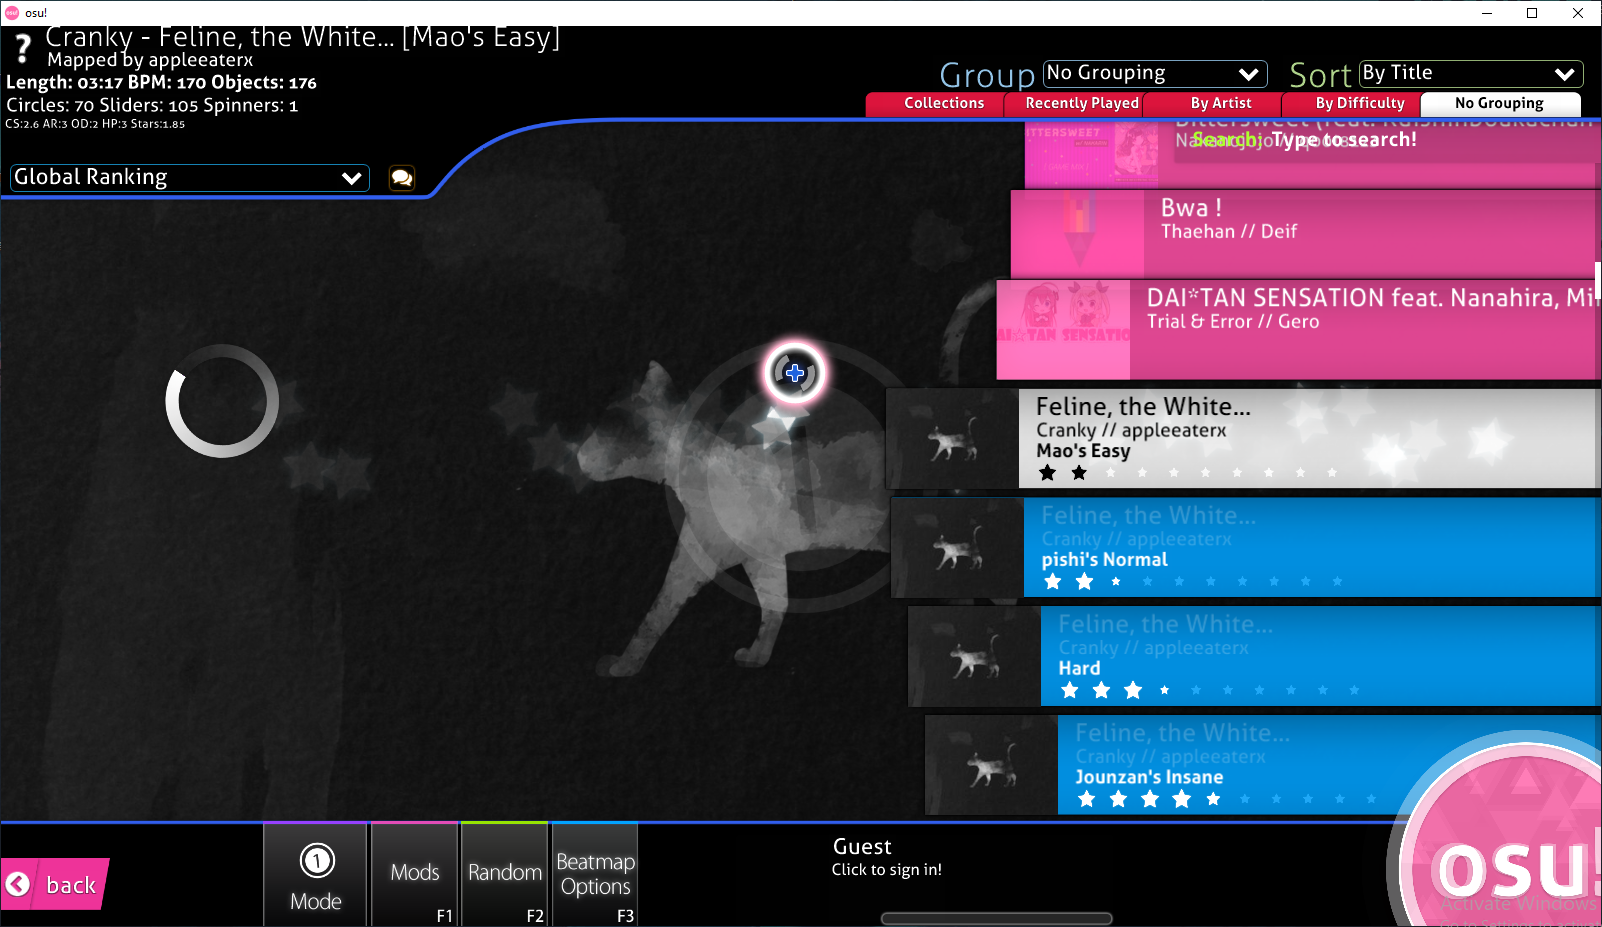 osu!
Cranky - Feline, the White... [Mao's Easy]
Mapped by appleeaterx
Length: 03:17 BPM: 170 Objects: 176
Circles: 70 Sliders: 105 Spinners: 1
CS:2.6 AR:3 OD:2 HP:3 Stars:1.85
Group No Grouping Sort By Title
Collections Recently Played By Artist By Difficulty No Grouping
Search: Type to search!
Global Ranking
Bwa !
Thaehan // Deif
DAI*TAN SENSATION feat. Nanahira, Mi
Trial & Error // Gero
Feline, the White...
Cranky // appleeaterx
Mao's Easy
Feline, the White...
Cranky // appleeaterx
pishi's Normal
Feline, the White...
Cranky // appleeaterx
Hard
Feline, the White...
Cranky // appleeaterx
Jounzan's Insane
back
1
Mode
Mods
F1
Random
F2
Beatmap
Options
F3
Guest
Click to sign in!
osu!
Activate Windows